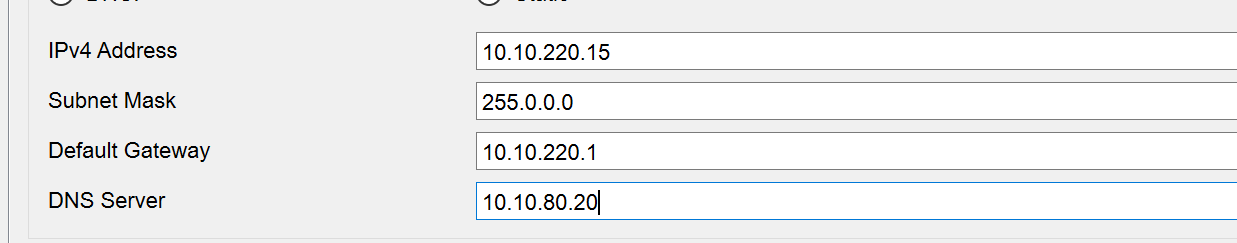 IPv4 Address 10.10.220.15
Subnet Mask 255.0.0.0
Default Gateway 10.10.220.1
DNS Server 10.10.80.20